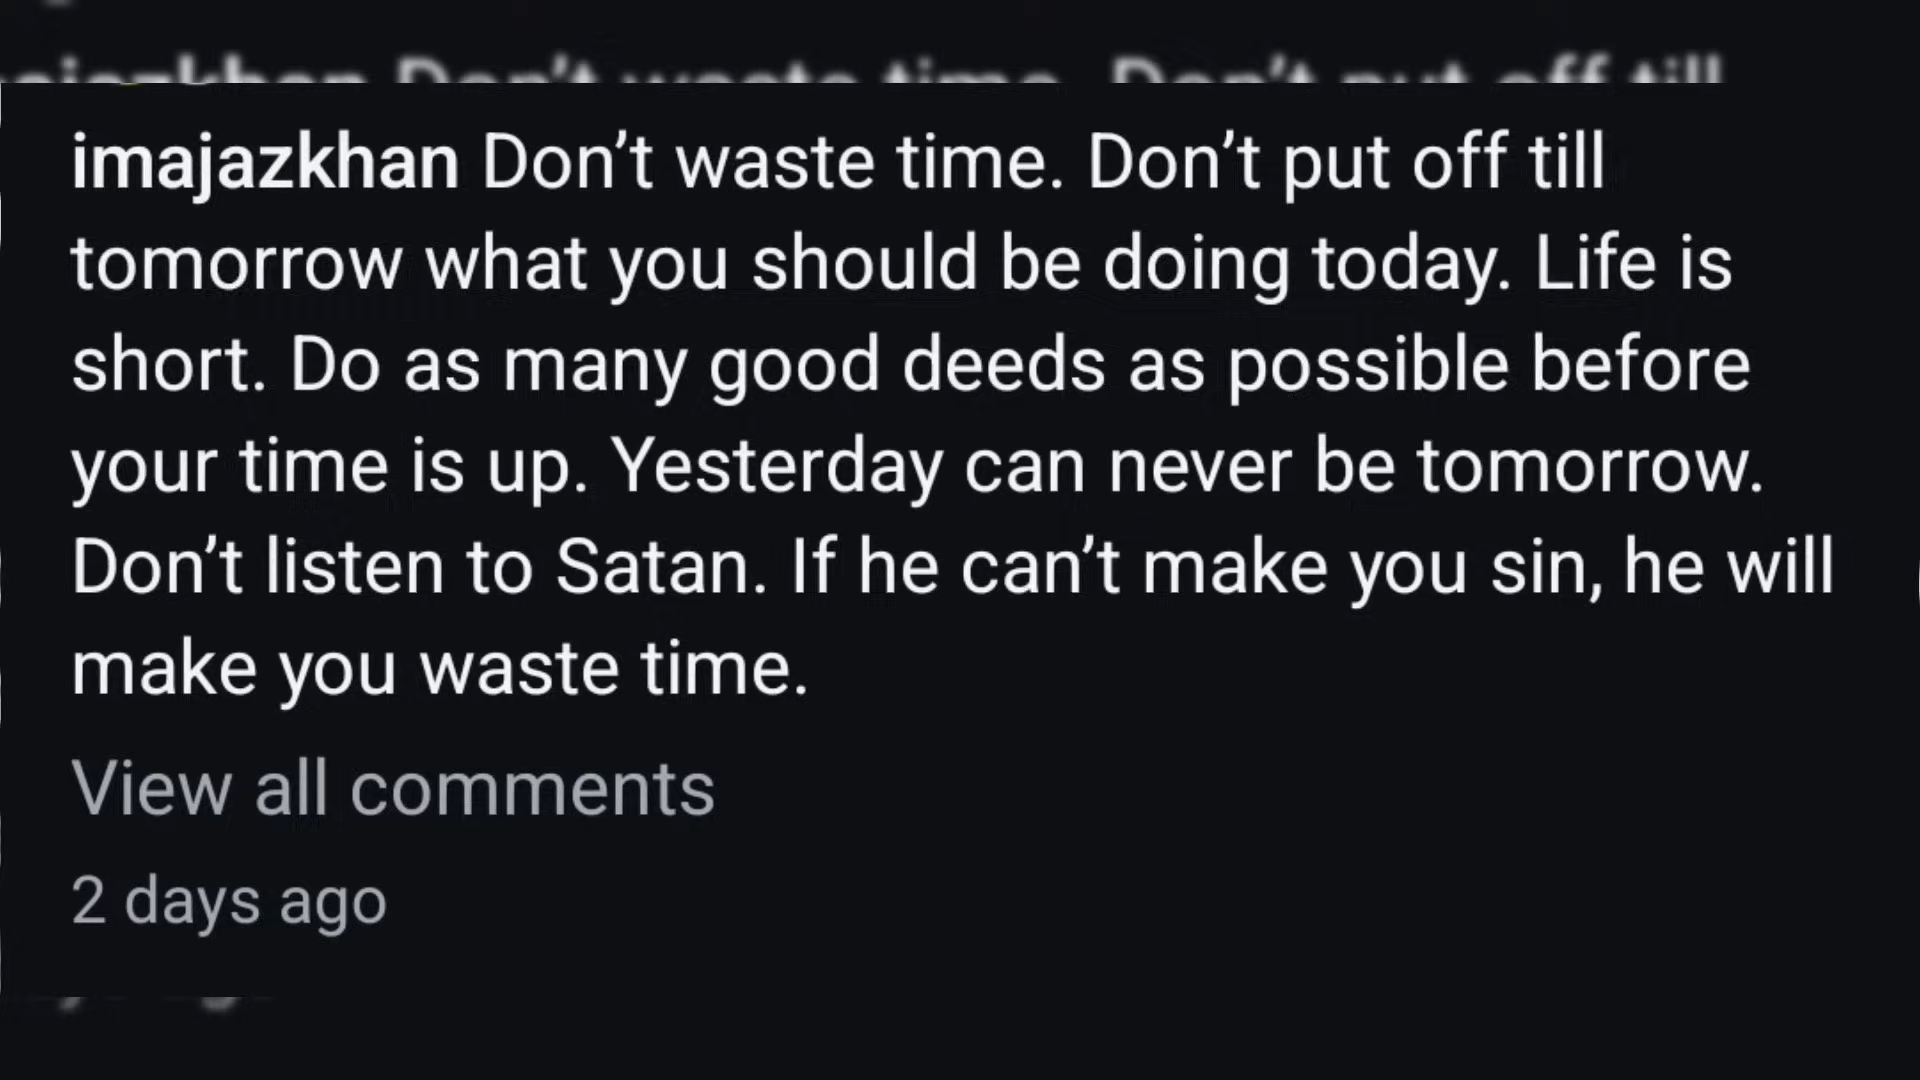 imajazkhan Don’t waste time. Don’t put off till
tomorrow what you should be doing today. Life is
short. Do as many good deeds as possible before
your time is up. Yesterday can never be tomorrow.
Don’t listen to Satan. If he can’t make you sin, he will
make you waste time.
View all comments
2 days ago